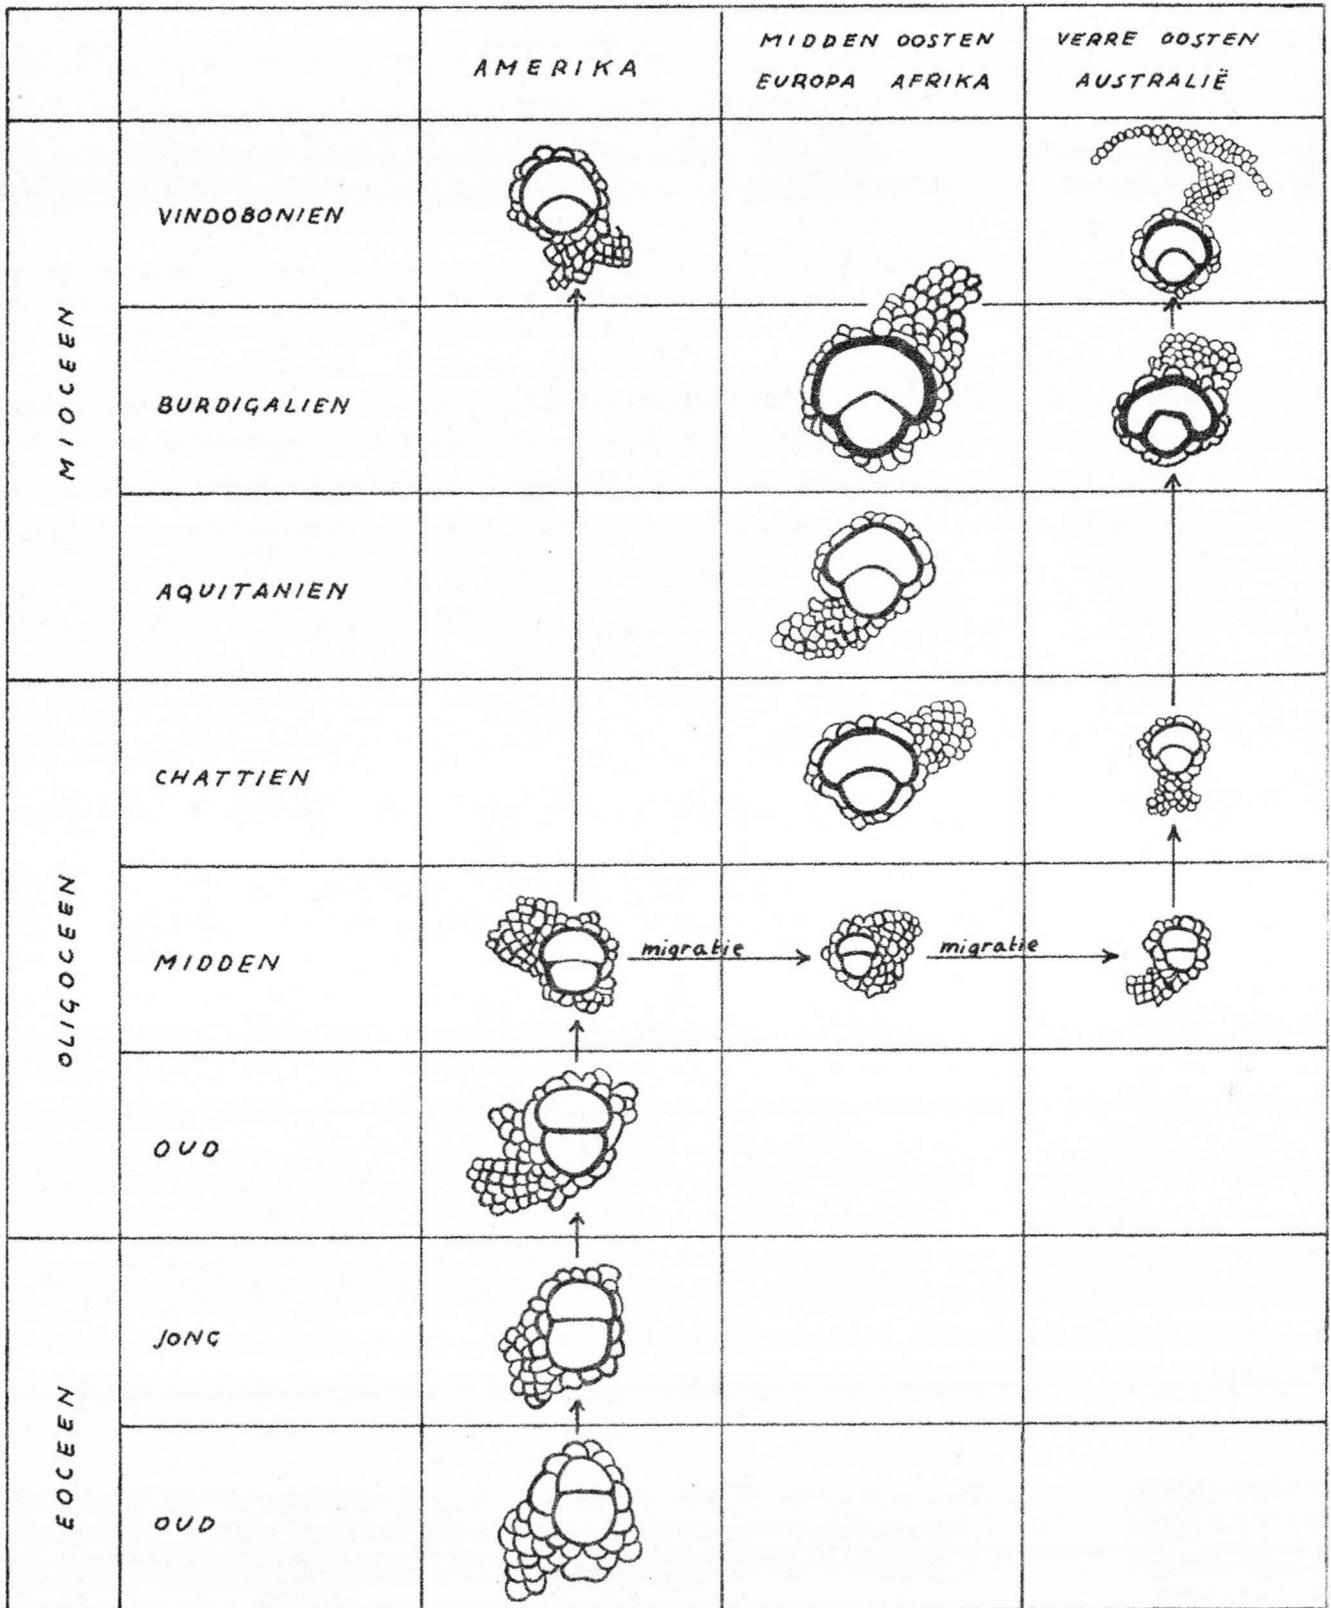 AMERIKA
MIDDEN OOSTEN
EUROPA AFRIKA
VERRE OOSTEN
AUSTRALIË
MIOCEEN
VINDOBONIEN
BURDIGALIEN
AQUITANIEN
OLIGOCEEN
CHATTIEN
MIDDEN
migratie
migratie
OUD
EOCEEN
JONG
OUD